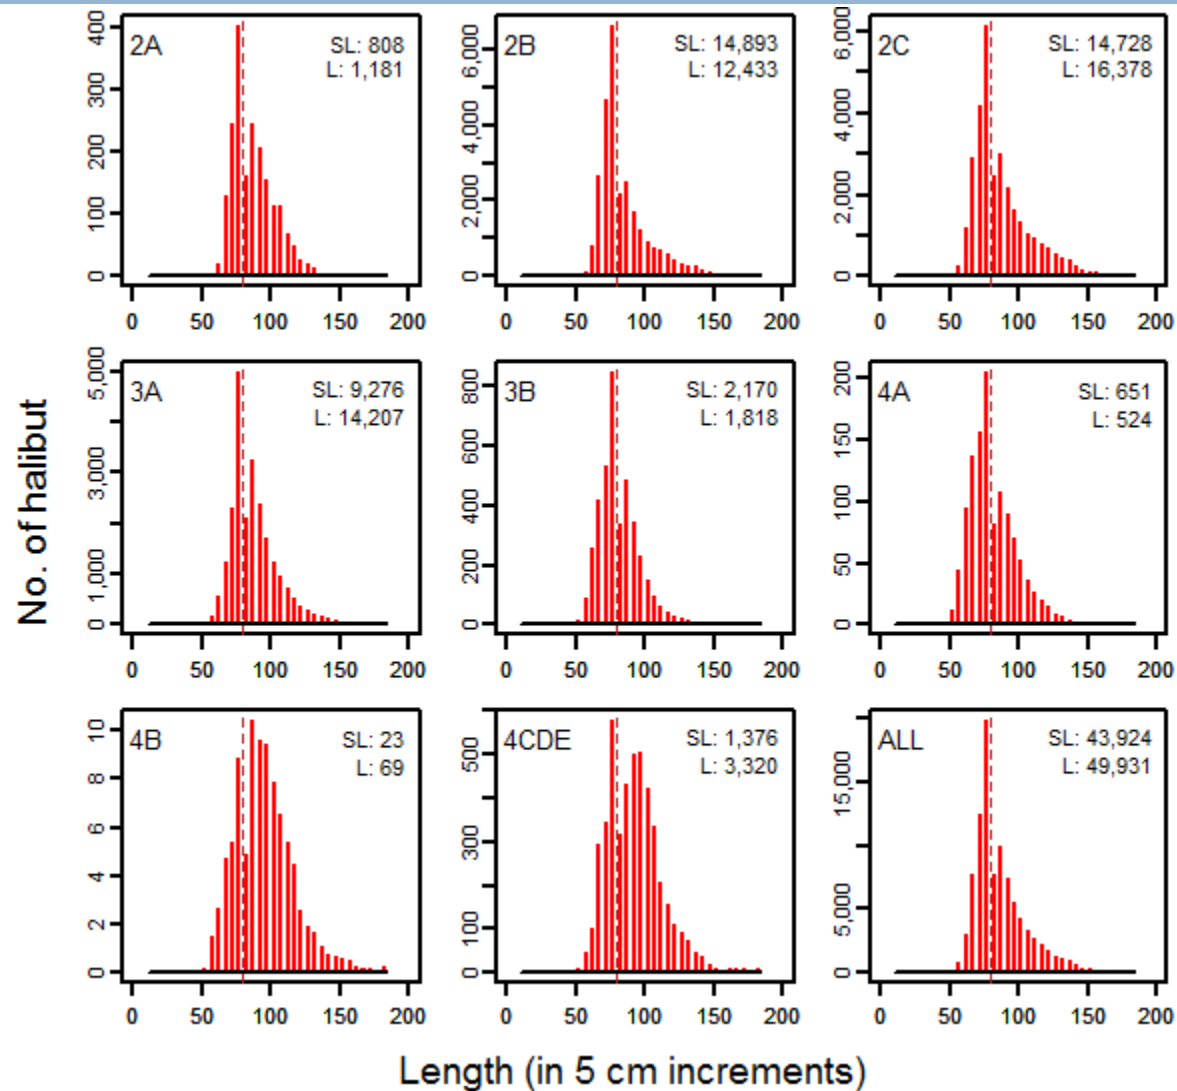 No. of halibut
2A
SL: 808
L: 1,181
0 100 200 300 400
0 50 100 150 200
2B
SL: 14,893
L: 12,433
0 2,000 4,000 6,000
0 50 100 150 200
2C
SL: 14,728
L: 16,378
0 2,000 4,000 6,000
0 50 100 150 200
3A
SL: 9,276
L: 14,207
0 1,000 3,000 5,000
0 50 100 150 200
3B
SL: 2,170
L: 1,818
0 200 400 600 800
0 50 100 150 200
4A
SL: 651
L: 524
0 50 100 150 200
0 50 100 150 200
4B
SL: 23
L: 69
0 2 4 6 8 10
0 50 100 150 200
4CDE
SL: 1,376
L: 3,320
0 100 300 500
0 50 100 150 200
ALL
SL: 43,924
L: 49,931
0 5,000 15,000
0 50 100 150 200
Length (in 5 cm increments)